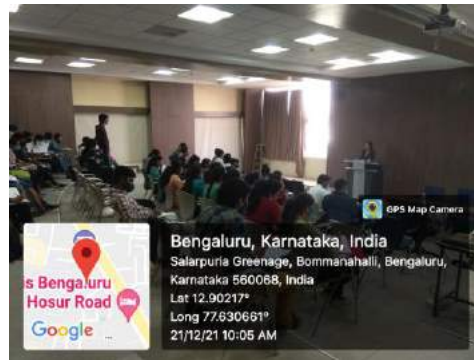 GPS Map Camera
Bengaluru, Karnataka, India
Salarpuria Greenage, Bommanahalli, Bengaluru,
Karnataka 560068, India
Lat 12.90217°
Long 77.630661°
21/12/21 10:05 AM
s Bengaluru
Hosur Road
Google